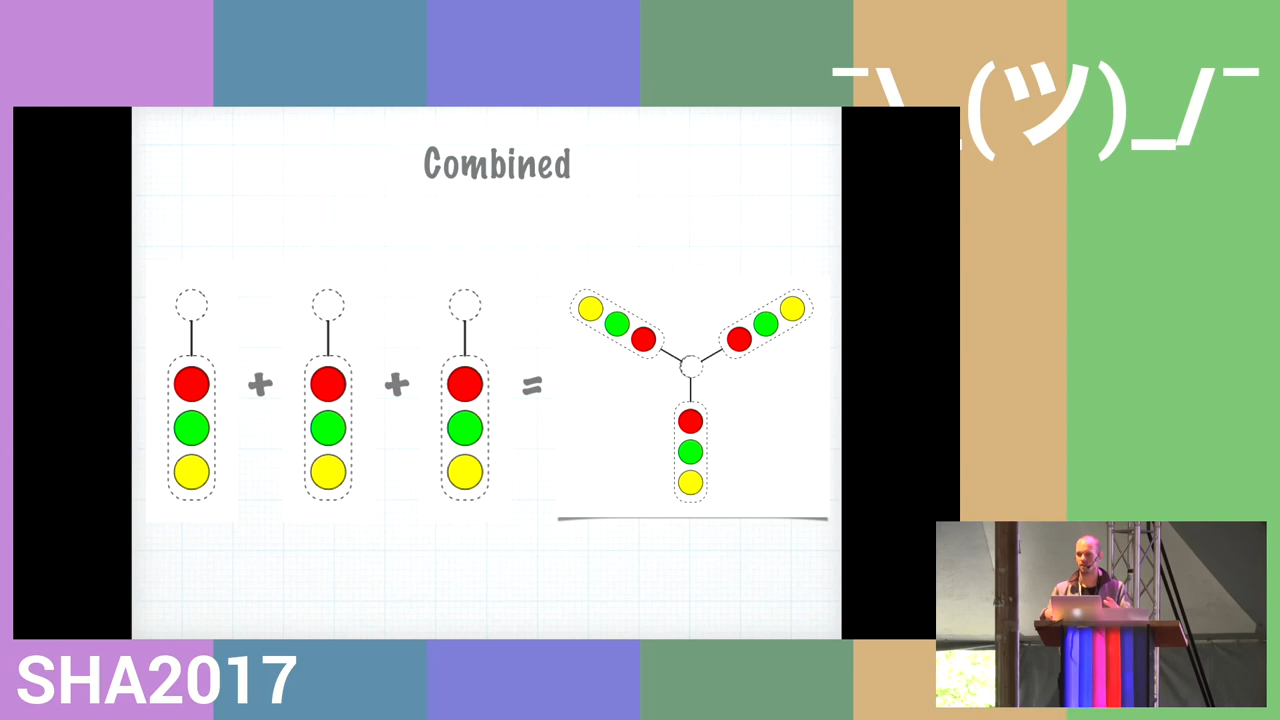 ¯\_(ツ)_/¯
Combined
+ + =
SHA2017